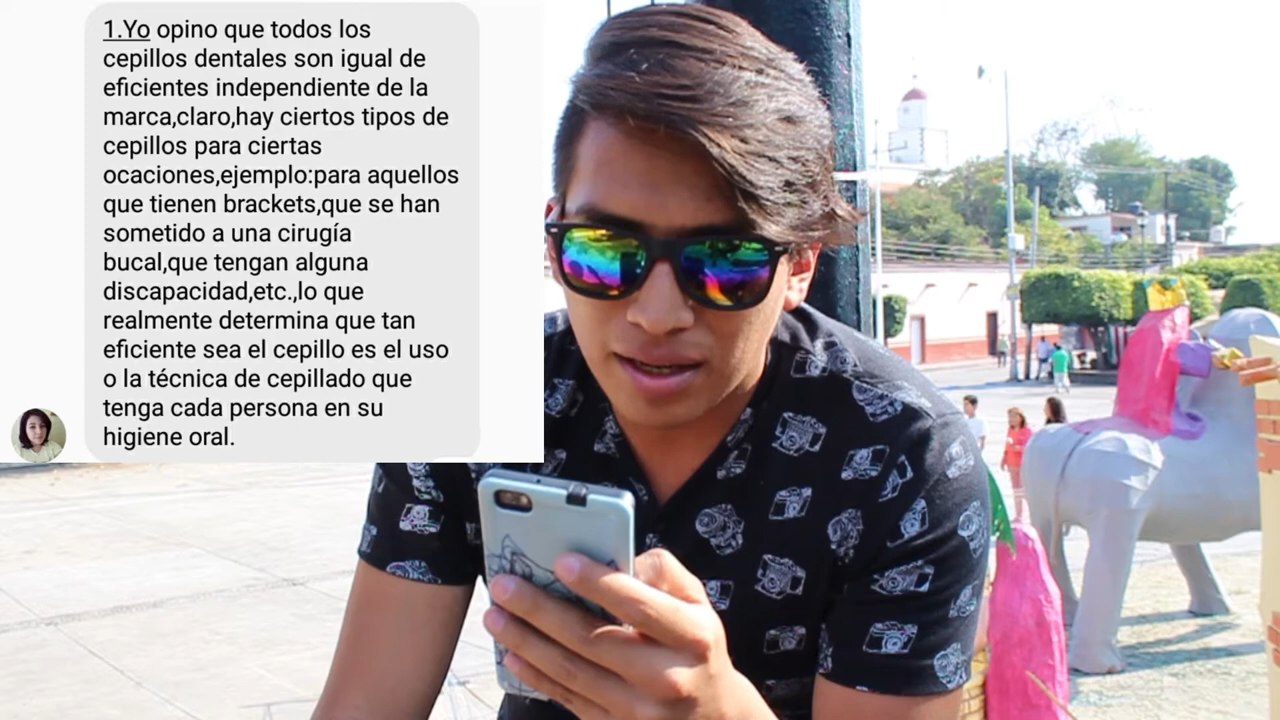 1.Yo opino que todos los
cepillos dentales son igual de
eficientes independiente de la
marca,claro,hay ciertos tipos de
cepillos para ciertas
ocaciones,ejemplo:para aquellos
que tienen brackets,que se han
sometido a una cirugía
bucal,que tengan alguna
discapacidad,etc.,lo que
realmente determina que tan
eficiente sea el cepillo es el uso
o la técnica de cepillado que
tenga cada persona en su
higiene oral.